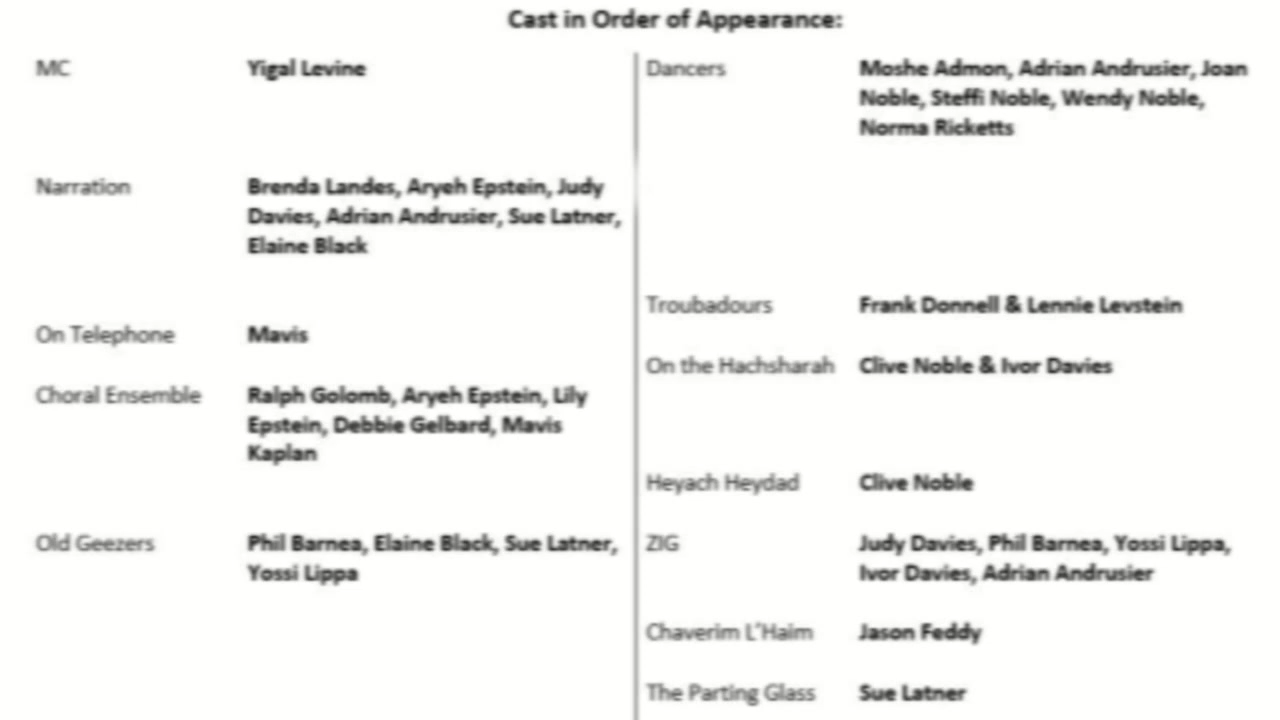 Cast in Order of Appearance:
MC Yigal Levine
Narration Brenda Landes, Aryeh Epstein, Judy
Davies, Adrian Andrusier, Sue Latner,
Elaine Black
On Telephone Mavis
Choral Ensemble Ralph Golomb, Aryeh Epstein, Lily
Epstein, Debbie Gelbard, Mavis
Kaplan
Old Geezers Phil Barnea, Elaine Black, Sue Latner,
Yossi Lippa
Dancers Moshe Admon, Adrian Andrusier, Joan
Noble, Steffi Noble, Wendy Noble,
Norma Ricketts
Troubadours Frank Donnell & Lennie Levstein
On the Hachsharah Clive Noble & Ivor Davies
Heyach Heydad Clive Noble
ZIG Judy Davies, Phil Barnea, Yossi Lippa,
Ivor Davies, Adrian Andrusier
Chaverim L'Haim Jason Feddy
The Parting Glass Sue Latner